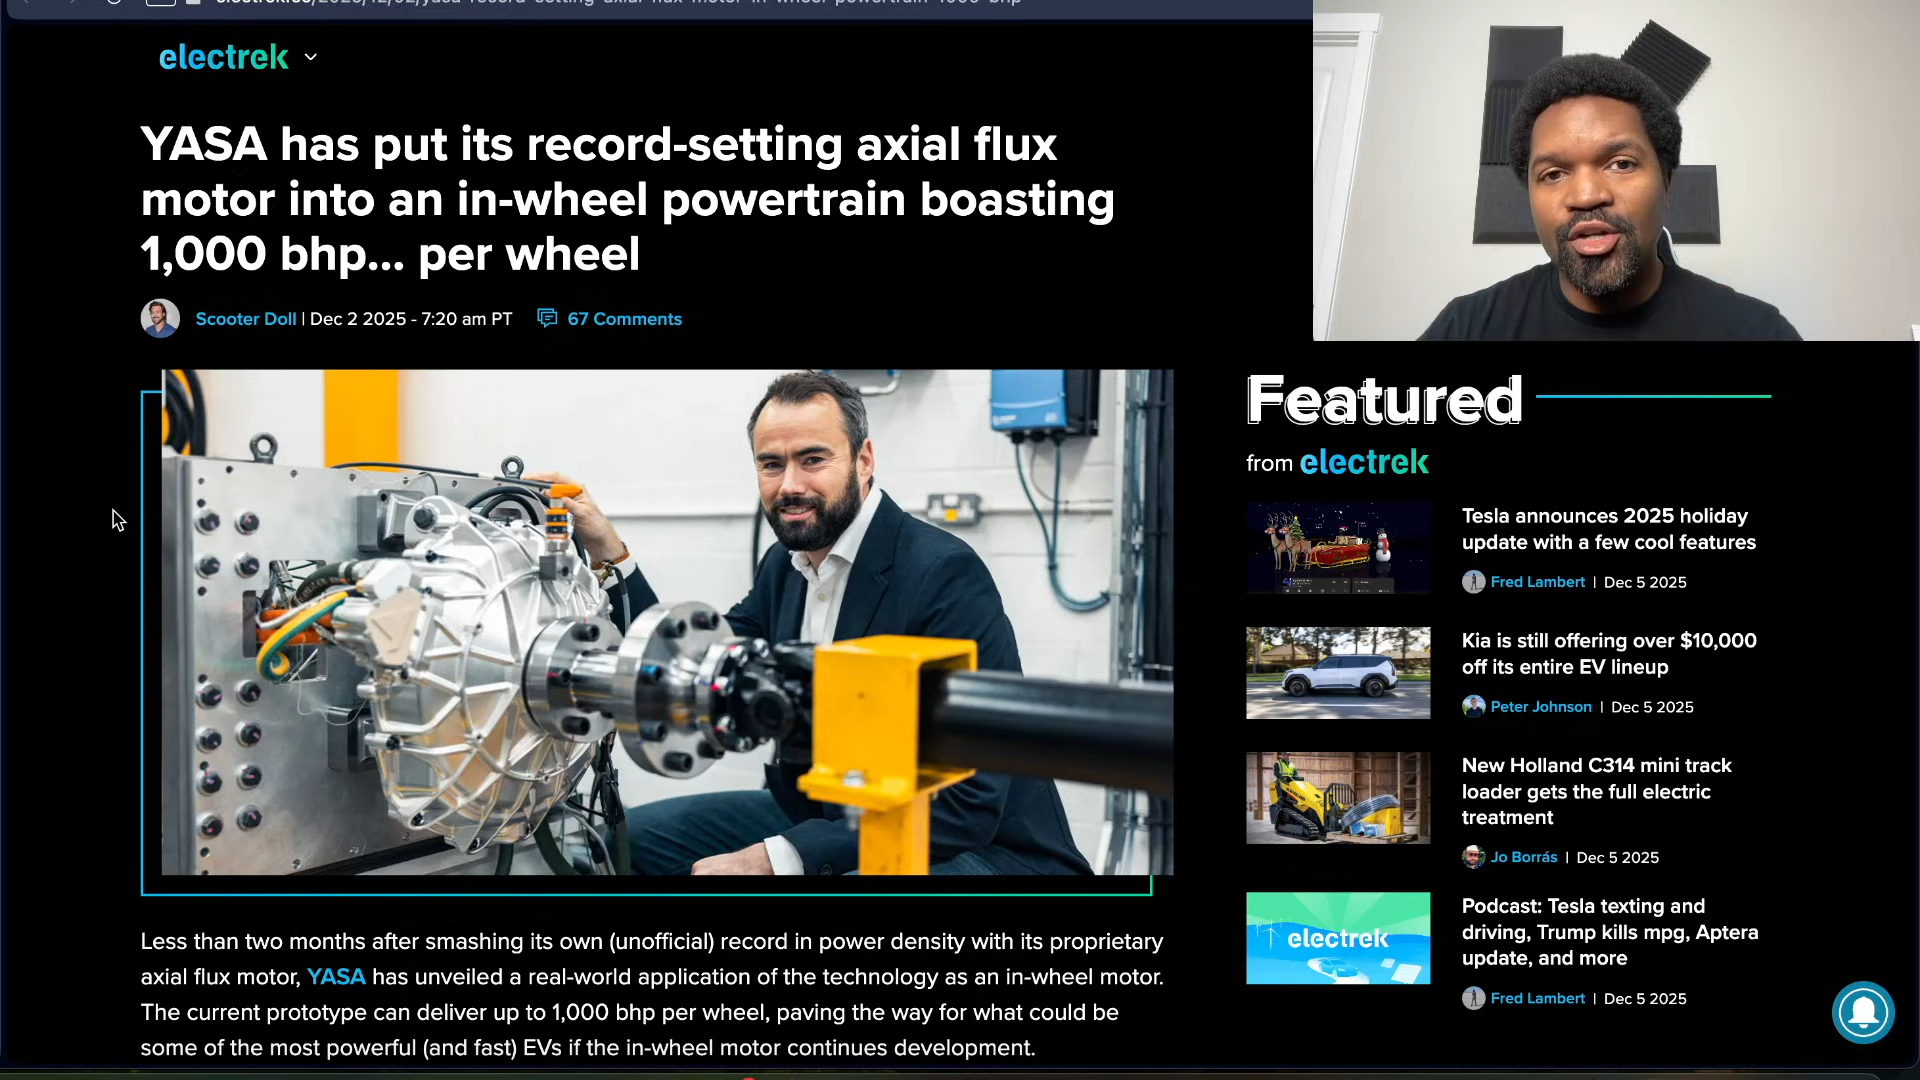 electrek
YASA has put its record-setting axial flux
motor into an in-wheel powertrain boasting
1,000 bhp... per wheel
Scooter Doll | Dec 2 2025 - 7:20 am PT
67 Comments
Less than two months after smashing its own (unofficial) record in power density with its proprietary
axial flux motor, YASA has unveiled a real-world application of the technology as an in-wheel motor.
The current prototype can deliver up to 1,000 bhp per wheel, paving the way for what could be
some of the most powerful (and fast) EVs if the in-wheel motor continues development.
Featured
from electrek
Tesla announces 2025 holiday
update with a few cool features
Fred Lambert | Dec 5 2025
Kia is still offering over $10,000
off its entire EV lineup
Peter Johnson | Dec 5 2025
New Holland C314 mini track
loader gets the full electric
treatment
Jo Borrás | Dec 5 2025
electrek
Podcast: Tesla texting and
driving, Trump kills mpg, Aptera
update, and more
Fred Lambert | Dec 5 2025